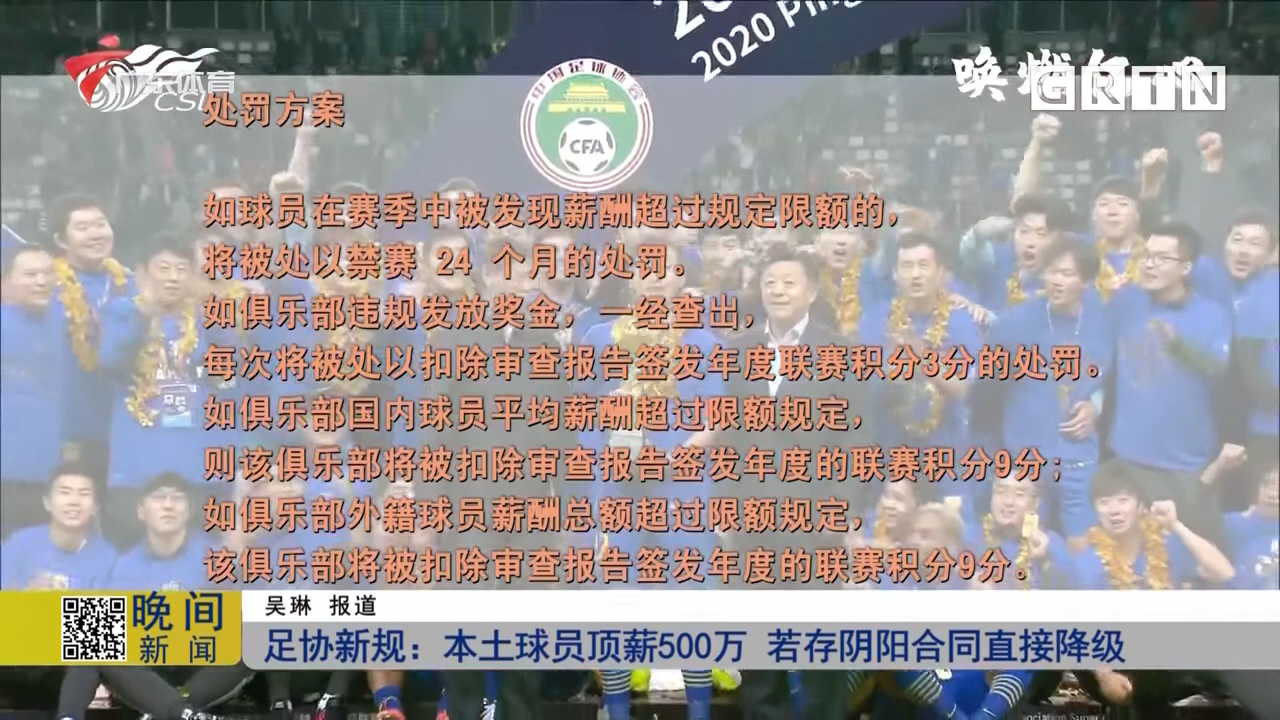 广东体育
CSL
2020 Ping
GRTN
中国足球协会
CFA
处罚方案
如球员在赛季中被发现薪酬超过规定限额的，
将被处以禁赛 24 个月的处罚。
如俱乐部违规发放奖金，一经查出，
每次将被处以扣除审查报告签发年度联赛积分3分的处罚。
如俱乐部国内球员平均薪酬超过限额规定，
则该俱乐部将被扣除审查报告签发年度的联赛积分9分；
如俱乐部外籍球员薪酬总额超过限额规定，
该俱乐部将被扣除审查报告签发年度的联赛积分9分。
晚间
新闻
吴琳 报道
足协新规：本土球员顶薪500万 若存阴阳合同直接降级